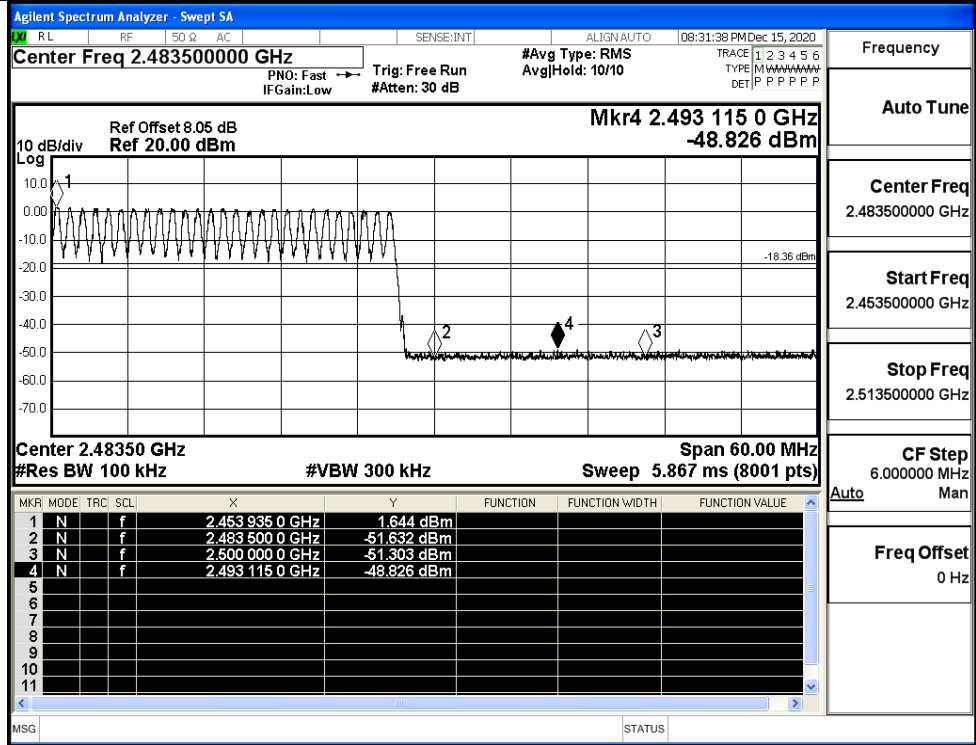 Agilent Spectrum Analyzer - Swept SA
LXI RL RF 50 Ω AC SENSE:INT ALIGN AUTO 08:31:38 PM Dec 15, 2020
Center Freq 2.483500000 GHz
PNO: Fast
IFGain:Low
Trig: Free Run
#Atten: 30 dB
#Avg Type: RMS
Avg|Hold: 10/10
TRACE 1 2 3 4 5 6
TYPE M
DET P P P P P P
Mkr4 2.493 115 0 GHz
-48.826 dBm
Ref Offset 8.05 dB
10 dB/div Ref 20.00 dBm
Log
10.0
0.00
-10.0
-20.0
-30.0
-40.0
-50.0
-60.0
-70.0
1
-18.36 dBm
2
4
3
Center 2.48350 GHz Span 60.00 MHz
#Res BW 100 kHz #VBW 300 kHz Sweep 5.867 ms (8001 pts)
MKR MODE TRC SCL X Y FUNCTION FUNCTION WIDTH FUNCTION VALUE
1 N f 2.453 935 0 GHz 1.644 dBm
2 N f 2.483 500 0 GHz -51.632 dBm
3 N f 2.500 000 0 GHz -51.303 dBm
4 N f 2.493 115 0 GHz -48.826 dBm
5
6
7
8
9
10
11
MSG STATUS
Frequency
Auto Tune
Center Freq
2.483500000 GHz
Start Freq
2.453500000 GHz
Stop Freq
2.513500000 GHz
CF Step
6.000000 MHz
Auto Man
Freq Offset
0 Hz